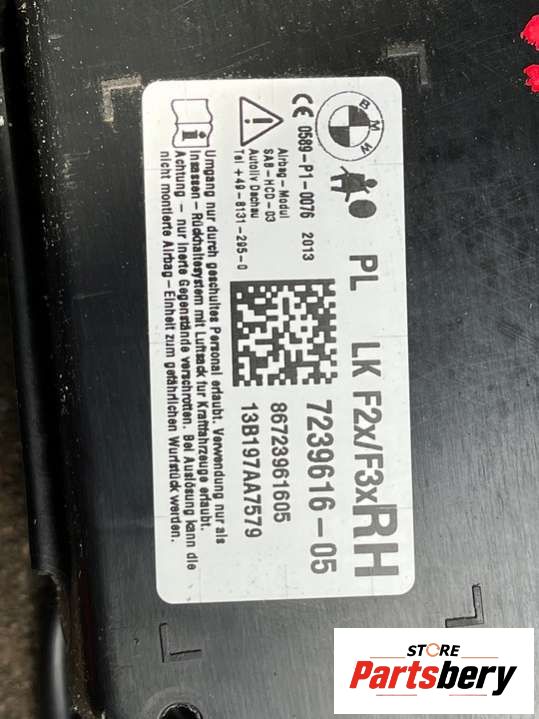 BMW
PL LK F2x/F3x RH
CE 0589-P1-0076 2013
Airbag-Modul
SAB-HCD-03
Autoliv Dachau
Tel +49-8131-295-0
7239616-05
86723961605
13B197AA7579
Umgang nur durch geschultes Personal erlaubt. Verwendung nur als
Insassen-Rückhaltesystem mit Luftsack für Kraftfahrzeuge erlaubt.
Achtung - nur inerte Gegenstände verschrotten. Bei Auslösung kann die
nicht montierte Airbag-Einheit zum gefährlichen Wurfstück werden.
STORE
Partsbery